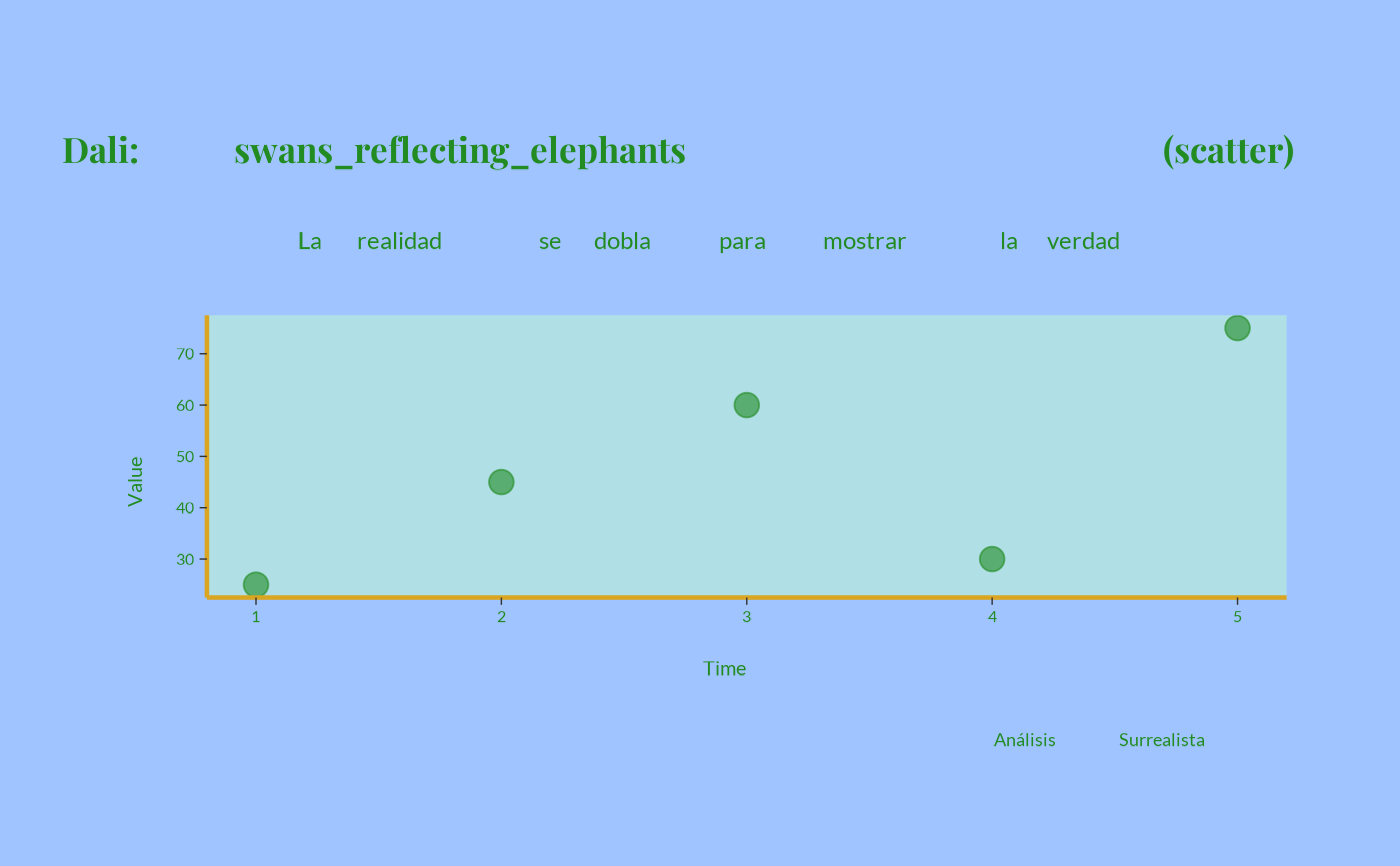 Dali: swans_reflecting_elephants (scatter)
La realidad se dobla para mostrar la verdad
70
60
50
40
30
Value
1 2 3 4 5
Time
Análisis Surrealista